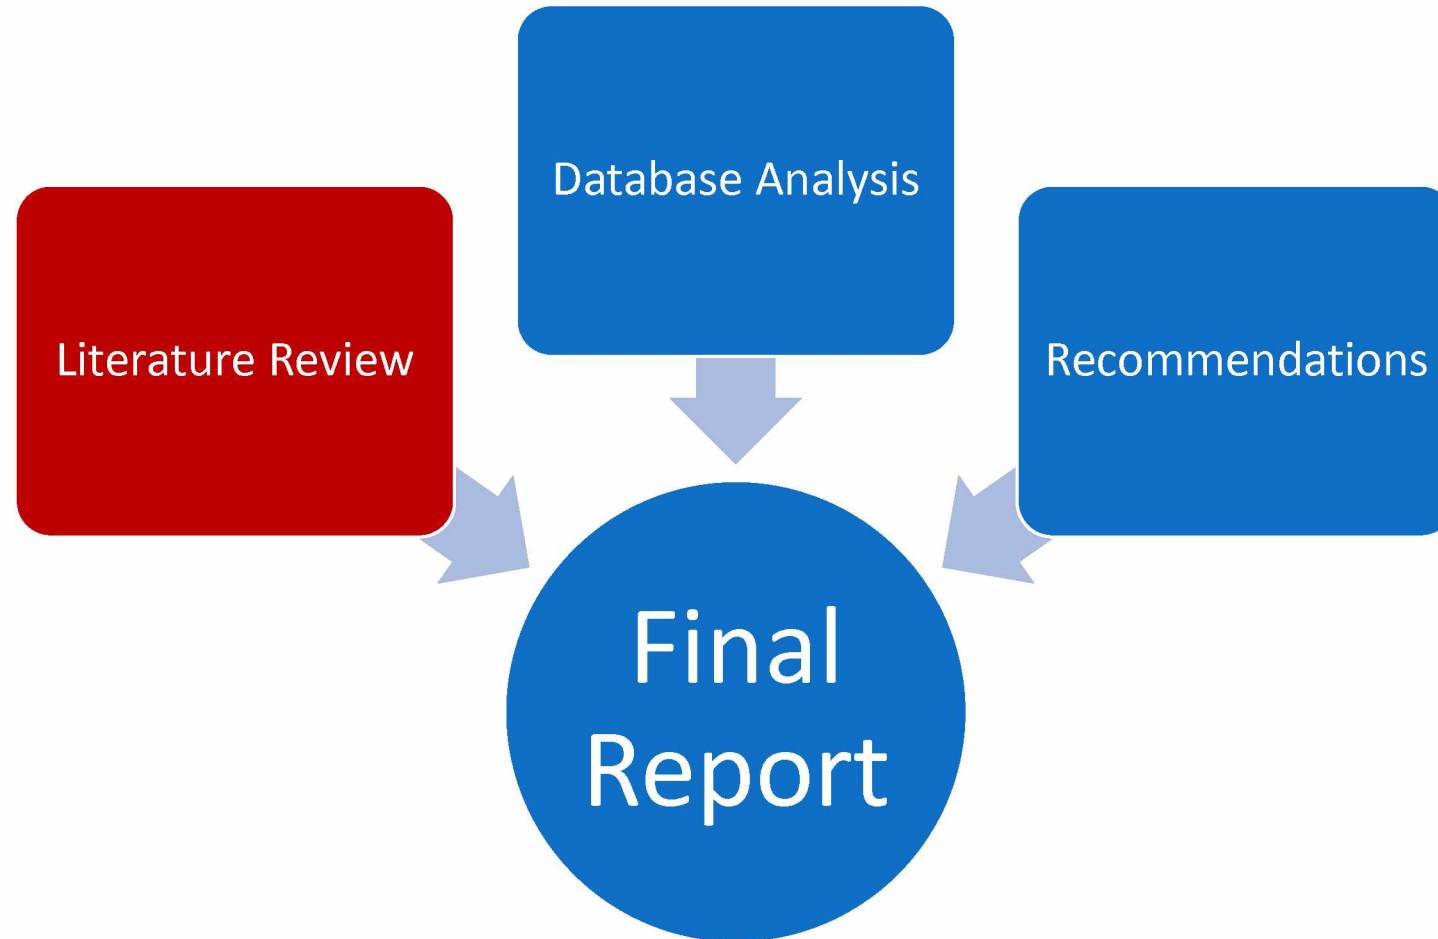 Database Analysis
Literature Review
Recommendations
Final
Report